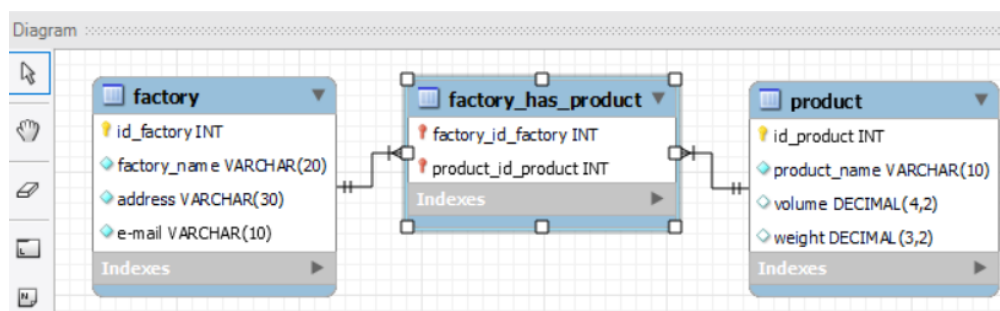 Diagram
factory
id_factory INT
factory_name VARCHAR(20)
address VARCHAR(30)
e-mail VARCHAR(10)
Indexes
factory_has_product
factory_id_factory INT
product_id_product INT
Indexes
product
id_product INT
product_name VARCHAR(10)
volume DECIMAL(4,2)
weight DECIMAL(3,2)
Indexes